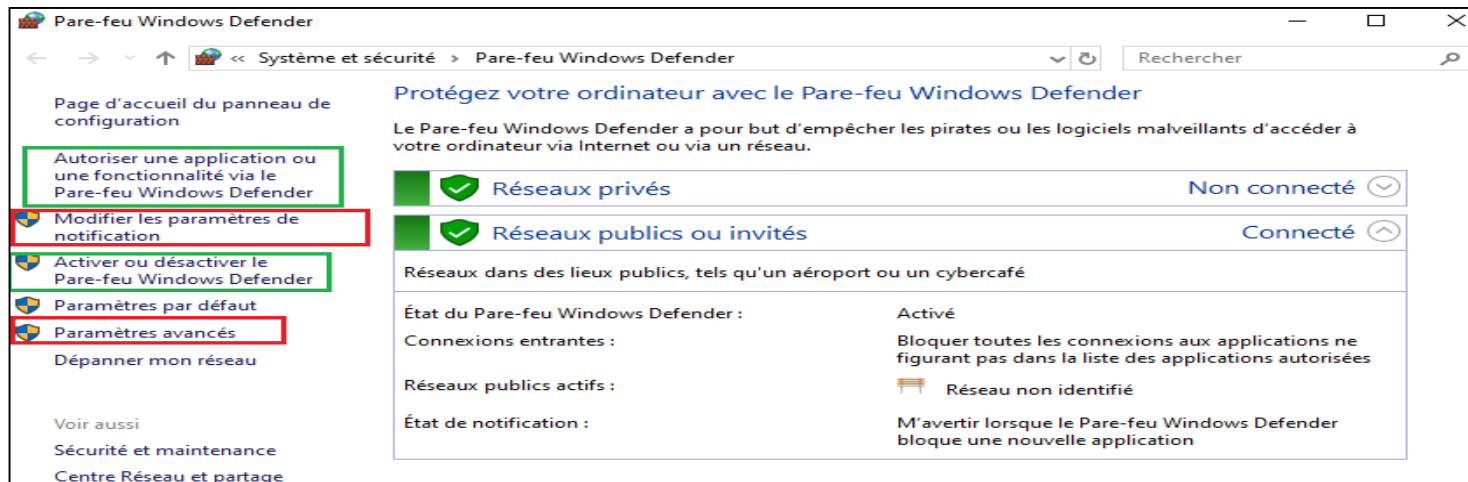 Pare-feu Windows Defender
« Système et sécurité > Pare-feu Windows Defender
Rechercher
Page d'accueil du panneau de
configuration
Autoriser une application ou
une fonctionnalité via le
Pare-feu Windows Defender
Modifier les paramètres de
notification
Activer ou désactiver le
Pare-feu Windows Defender
Paramètres par défaut
Paramètres avancés
Dépanner mon réseau
Voir aussi
Sécurité et maintenance
Centre Réseau et partage
Protégez votre ordinateur avec le Pare-feu Windows Defender
Le Pare-feu Windows Defender a pour but d'empêcher les pirates ou les logiciels malveillants d'accéder à
votre ordinateur via Internet ou via un réseau.
Réseaux privés Non connecté
Réseaux publics ou invités Connecté
Réseaux dans des lieux publics, tels qu'un aéroport ou un cybercafé
État du Pare-feu Windows Defender : Activé
Connexions entrantes : Bloquer toutes les connexions aux applications ne
figurant pas dans la liste des applications autorisées
Réseaux publics actifs : Réseau non identifié
État de notification : M'avertir lorsque le Pare-feu Windows Defender
bloque une nouvelle application